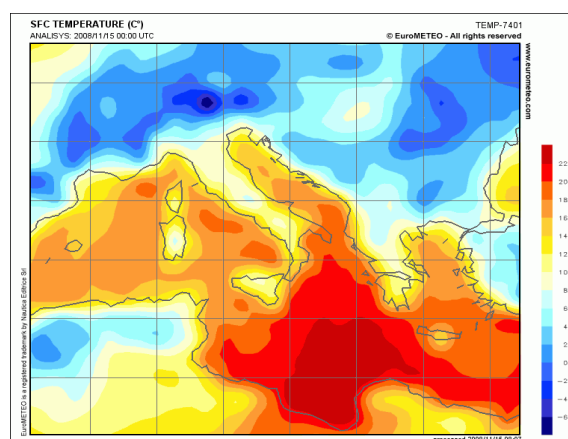 SFC TEMPERATURE (C°)
TEMP-7401
ANALISYS: 2008/11/15 00:00 UTC
© EuroMETEO - All rights reserved
www.eurometeo.com
EuroMETEO is a registered trademark by Nautica Editrice Srl
22
20
18
16
14
12
10
8
6
4
2
0
−2
−4
−6